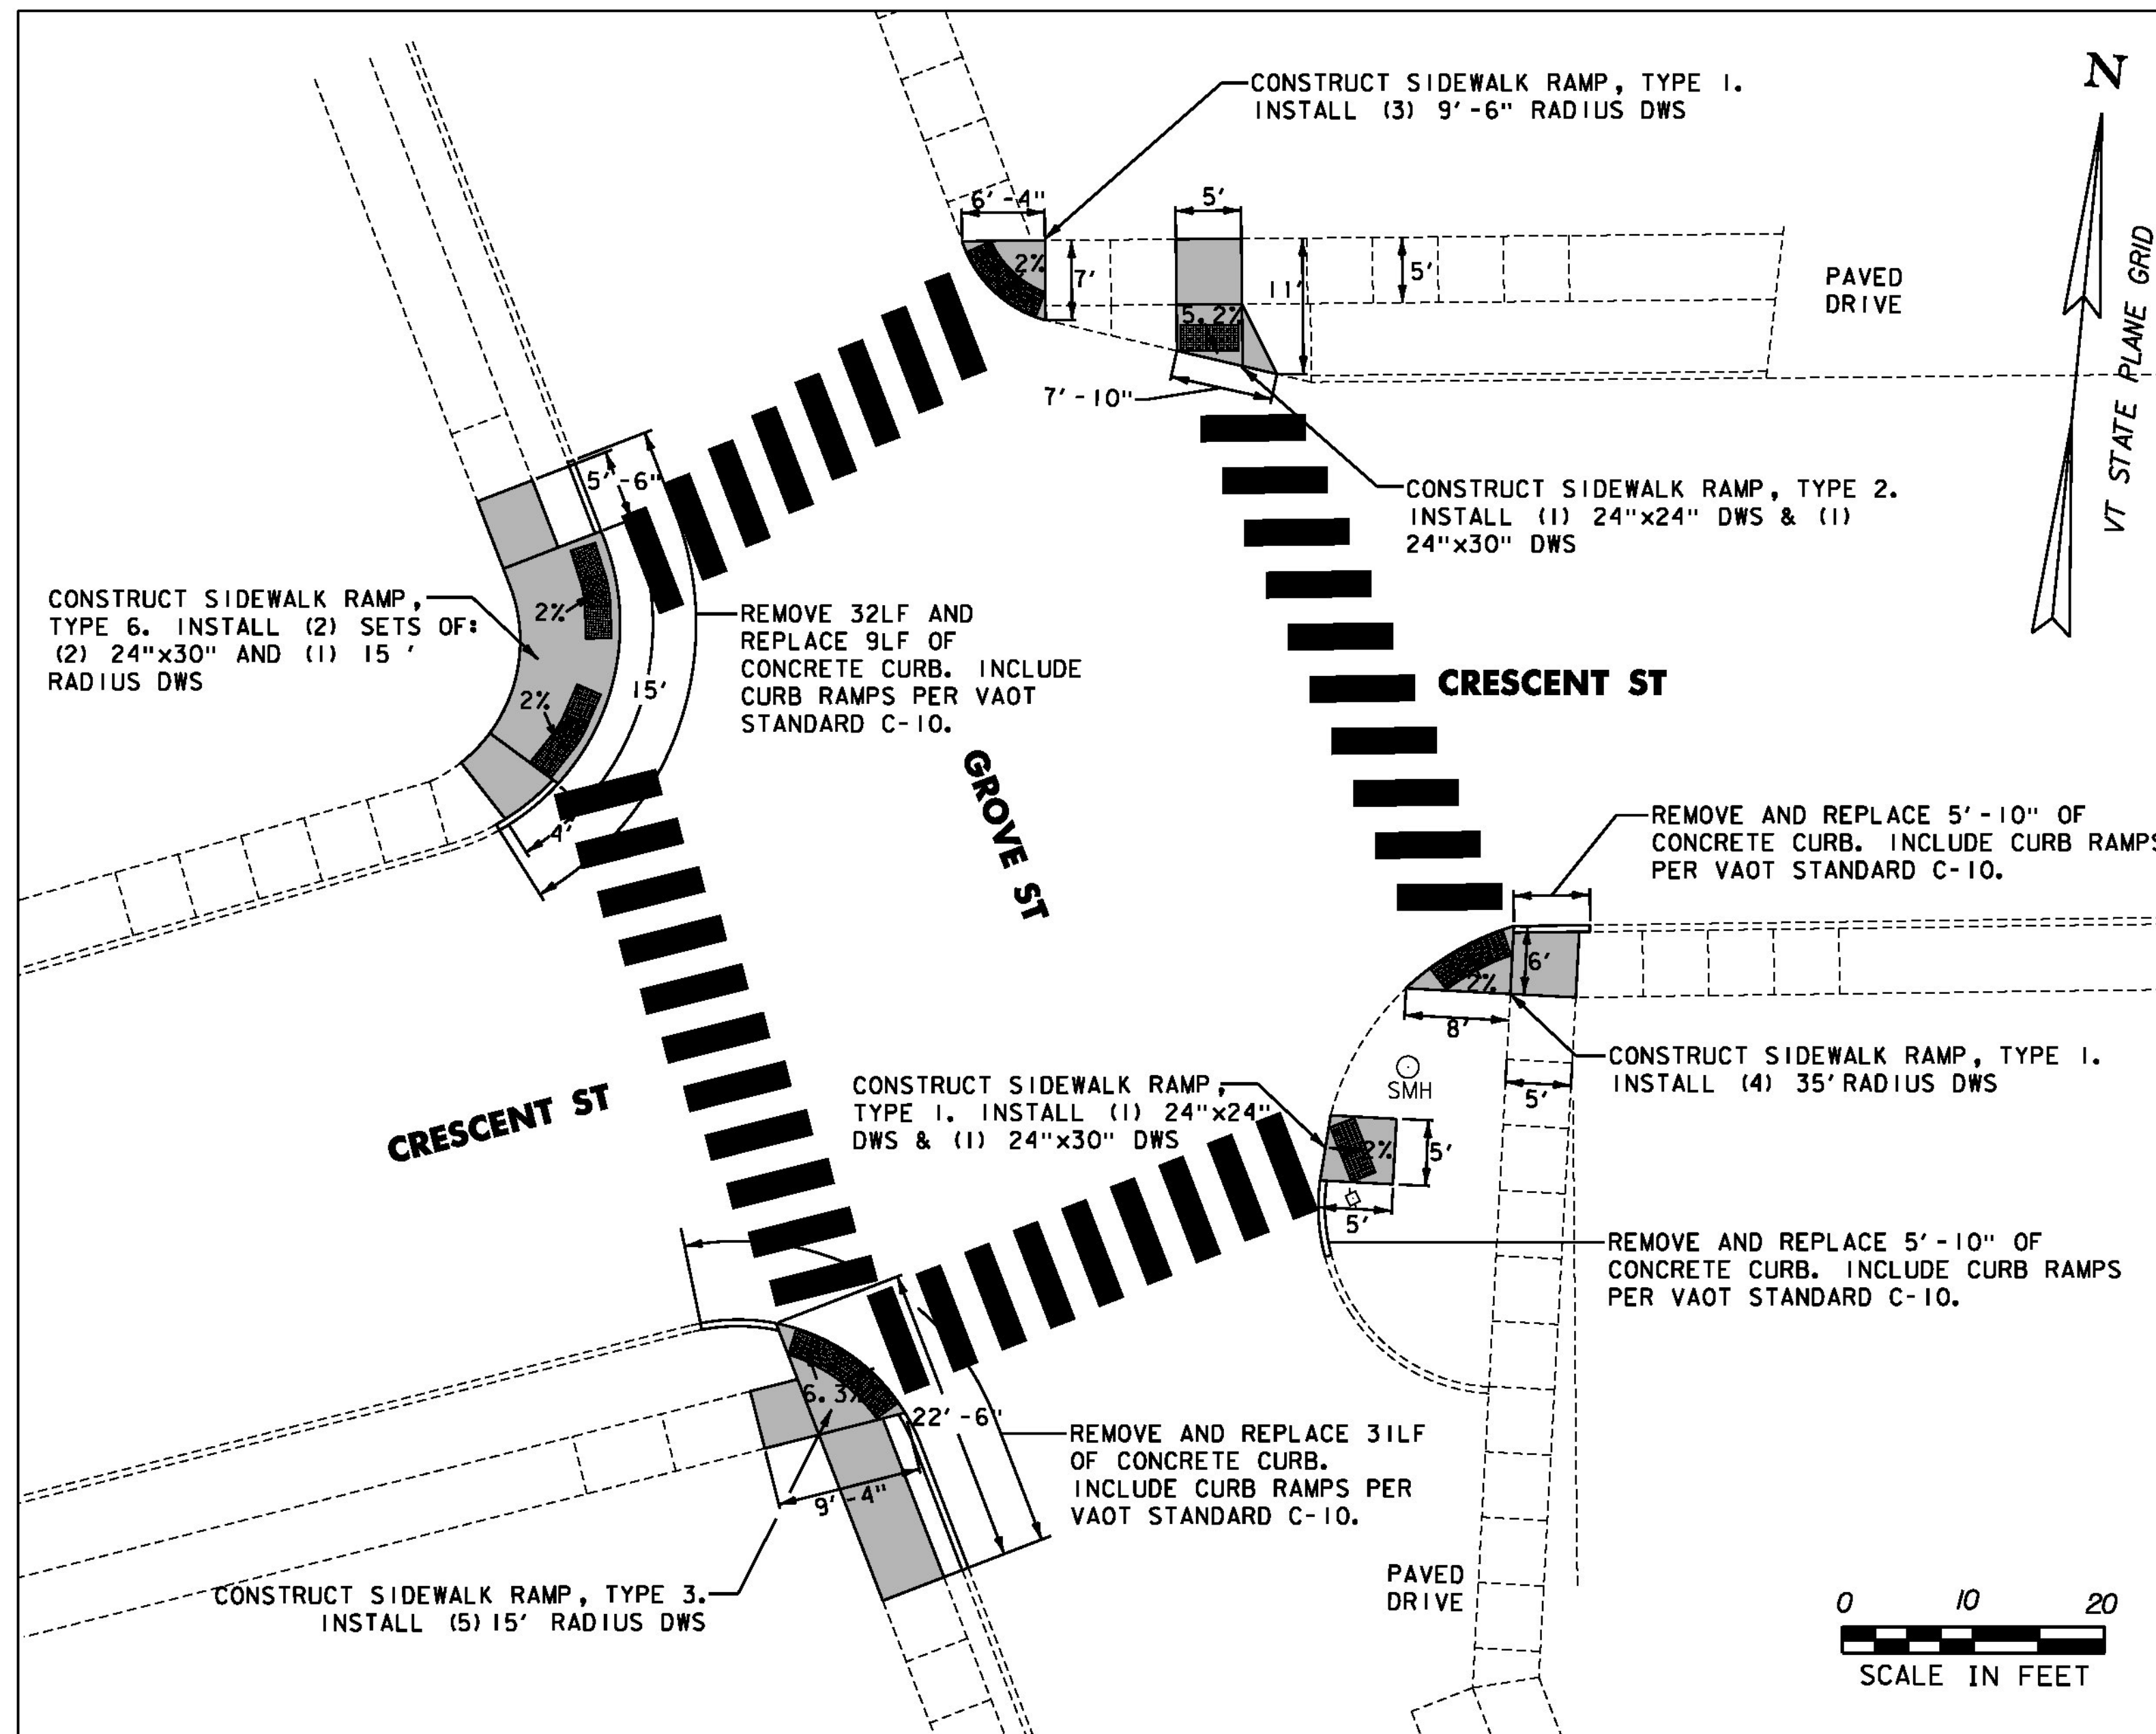 CONSTRUCT SIDEWALK RAMP, TYPE 1.
INSTALL (3) 9'-6" RADIUS DWS
N
VT STATE PLANE GRID
6'-4"
5'
2%
7'
11'
5'
PAVED
DRIVE
5.2%
7'-10"
CONSTRUCT SIDEWALK RAMP, TYPE 2.
INSTALL (1) 24"x24" DWS & (1)
24"x30" DWS
5'-6"
CONSTRUCT SIDEWALK RAMP,
TYPE 6. INSTALL (2) SETS OF:
(2) 24"x30" AND (1) 15 '
RADIUS DWS
2%
2%
15'
4'
REMOVE 32LF AND
REPLACE 9LF OF
CONCRETE CURB. INCLUDE
CURB RAMPS PER VAOT
STANDARD C-10.
CRESCENT ST
GROVE ST
REMOVE AND REPLACE 5'-10" OF
CONCRETE CURB. INCLUDE CURB RAMPS
PER VAOT STANDARD C-10.
6'
2%
8'
CONSTRUCT SIDEWALK RAMP, TYPE 1.
INSTALL (4) 35'RADIUS DWS
SMH
5'
CRESCENT ST
CONSTRUCT SIDEWALK RAMP,
TYPE 1. INSTALL (1) 24"x24"
DWS & (1) 24"x30" DWS
2%
5'
5'
REMOVE AND REPLACE 5'-10" OF
CONCRETE CURB. INCLUDE CURB RAMPS
PER VAOT STANDARD C-10.
6.3%
22'-6"
9'-4"
REMOVE AND REPLACE 31LF
OF CONCRETE CURB.
INCLUDE CURB RAMPS PER
VAOT STANDARD C-10.
CONSTRUCT SIDEWALK RAMP, TYPE 3.
INSTALL (5) 15' RADIUS DWS
PAVED
DRIVE
0 10 20
SCALE IN FEET